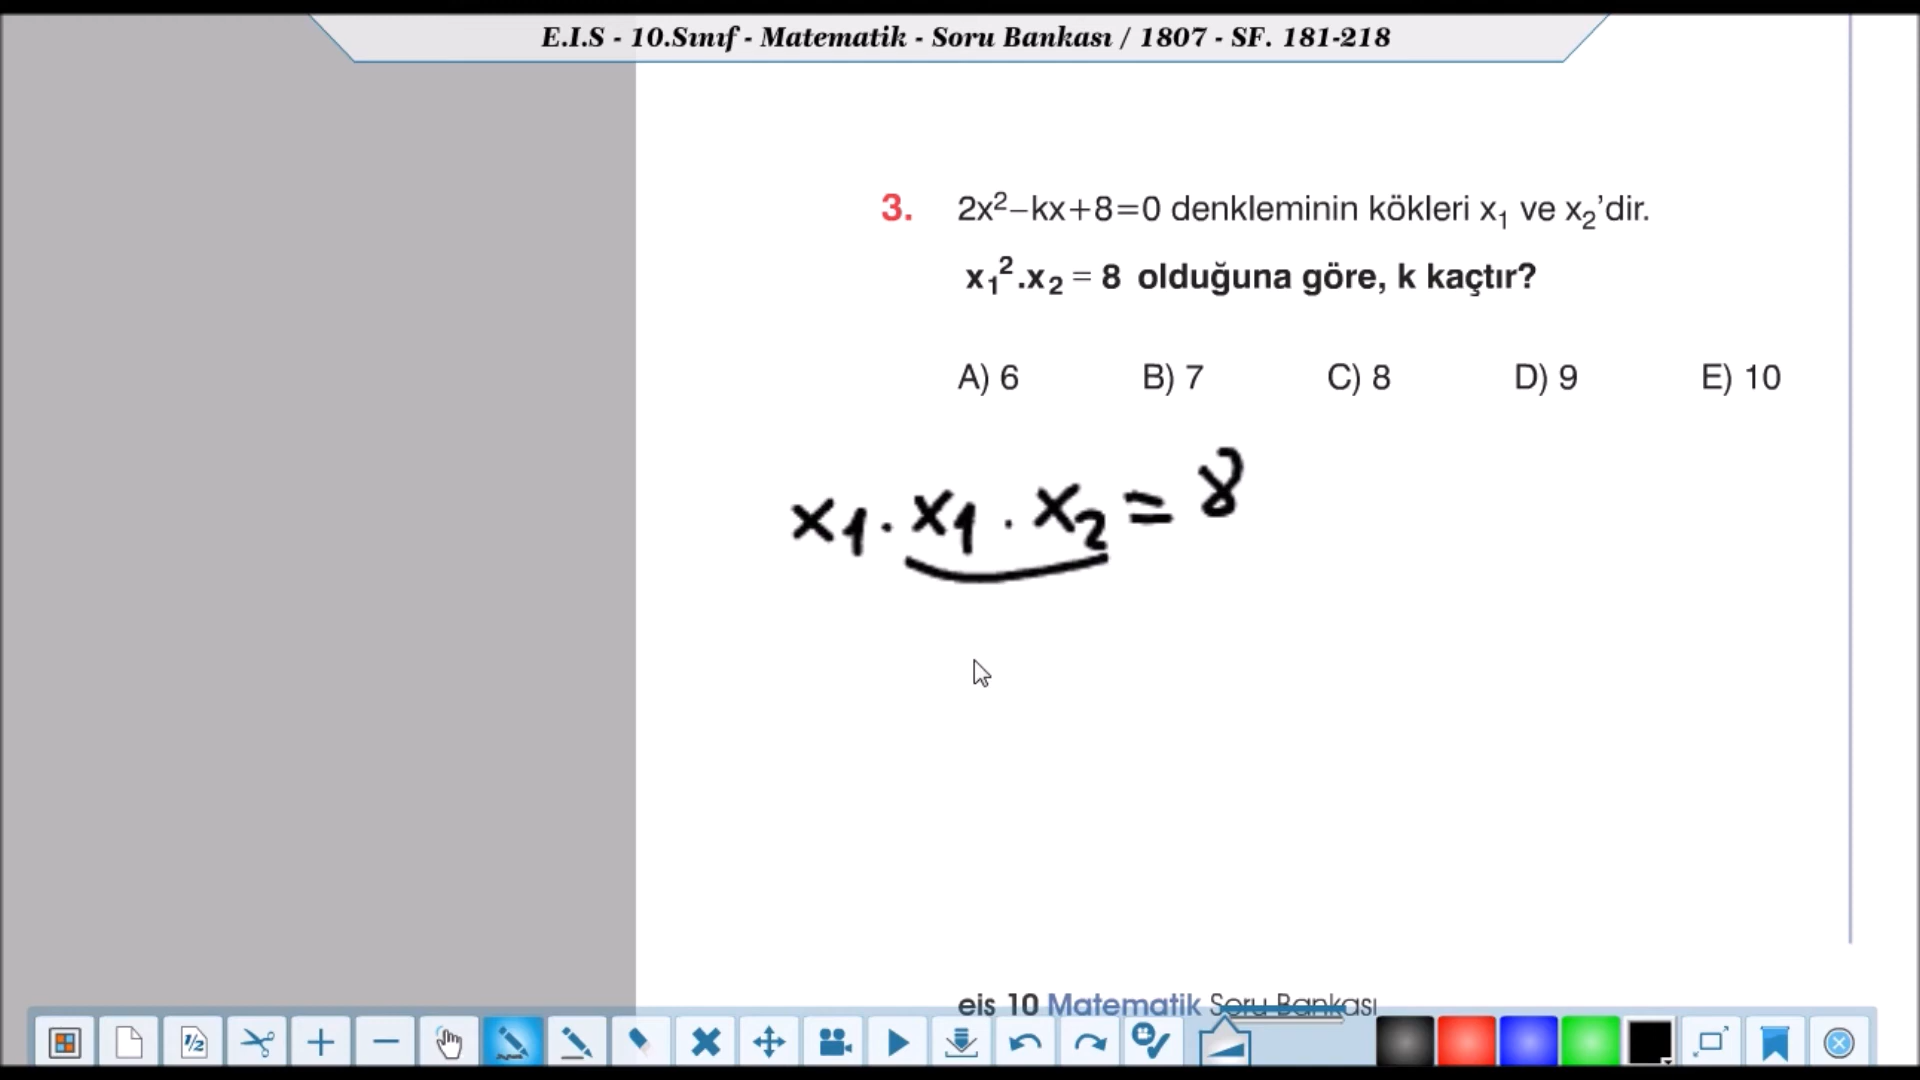 E.I.S - 10.Sınıf - Matematik - Soru Bankası / 1807 - SF. 181-218
3. 2x²–kx+8=0 denkleminin kökleri x₁ ve x₂'dir.
x₁².x₂ = 8 olduğuna göre, k kaçtır?
A) 6 B) 7 C) 8 D) 9 E) 10
x₁ . x₁ . x₂ = 8
eis 10 Matematik Soru Bankası
1/2